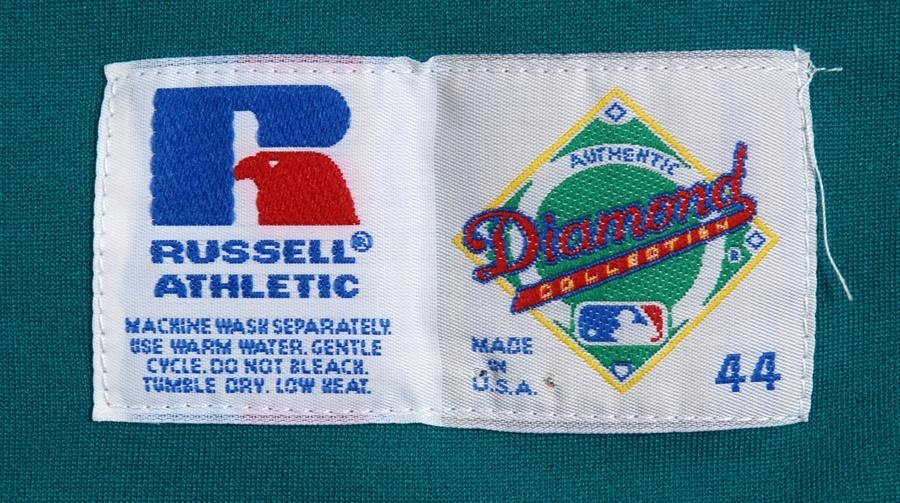 RUSSELL®
ATHLETIC
MACHINE WASH SEPARATELY.
USE WARM WATER. GENTLE
CYCLE. DO NOT BLEACH.
TUMBLE DRY. LOW HEAT.
AUTHENTIC
Diamond
COLLECTION
®
MADE
IN
U.S.A.
44